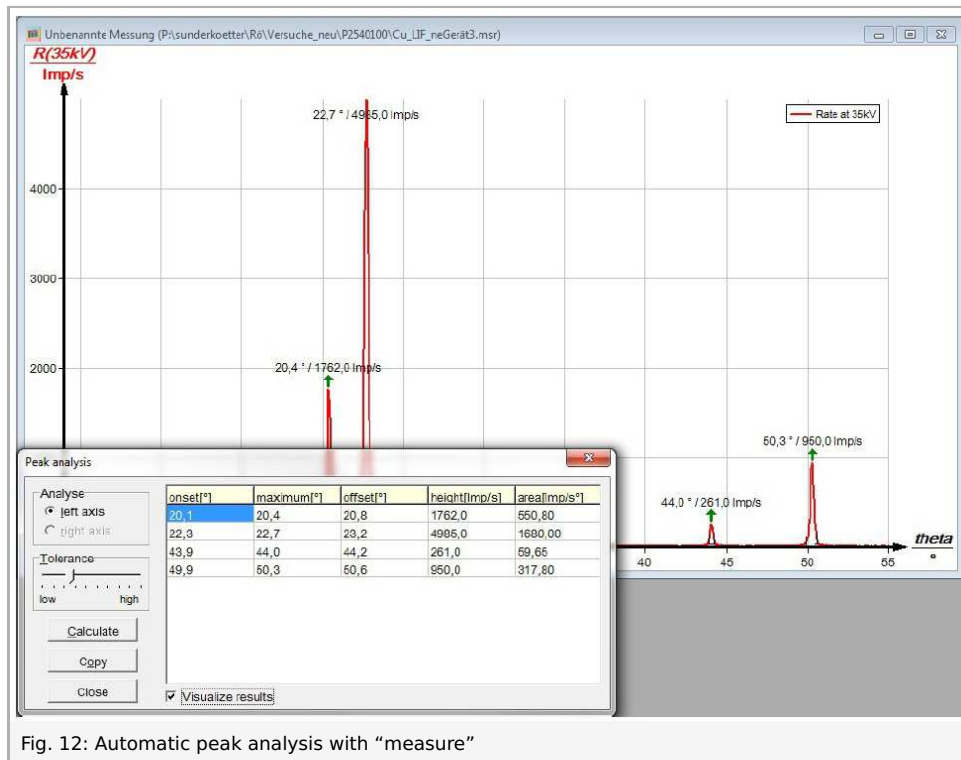 Unbenannte Messung (P:\sunderkoetter\Rö\Versuche_neu\P2540100\Cu_LIF_neGerät3.msr)
R(35kV)
Imp/s
22,7 ° / 4985,0 Imp/s
Rate at 35kV
4000
3000
2000
20,4 ° / 1762,0 Imp/s
50,3 ° / 950,0 Imp/s
44,0 ° / 261,0 Imp/s
theta
°
40 45 50 55
Peak analysis
Analyse
left axis
right axis
Tolerance
low high
Calculate
Copy
Close
onset[°] maximum[°] offset[°] height[Imp/s] area[Imp/s*°]
20,1 20,4 20,8 1762,0 550,80
22,3 22,7 23,2 4985,0 1680,00
43,9 44,0 44,2 261,0 59,65
49,9 50,3 50,6 950,0 317,80
Visualize results
Fig. 12: Automatic peak analysis with “measure”